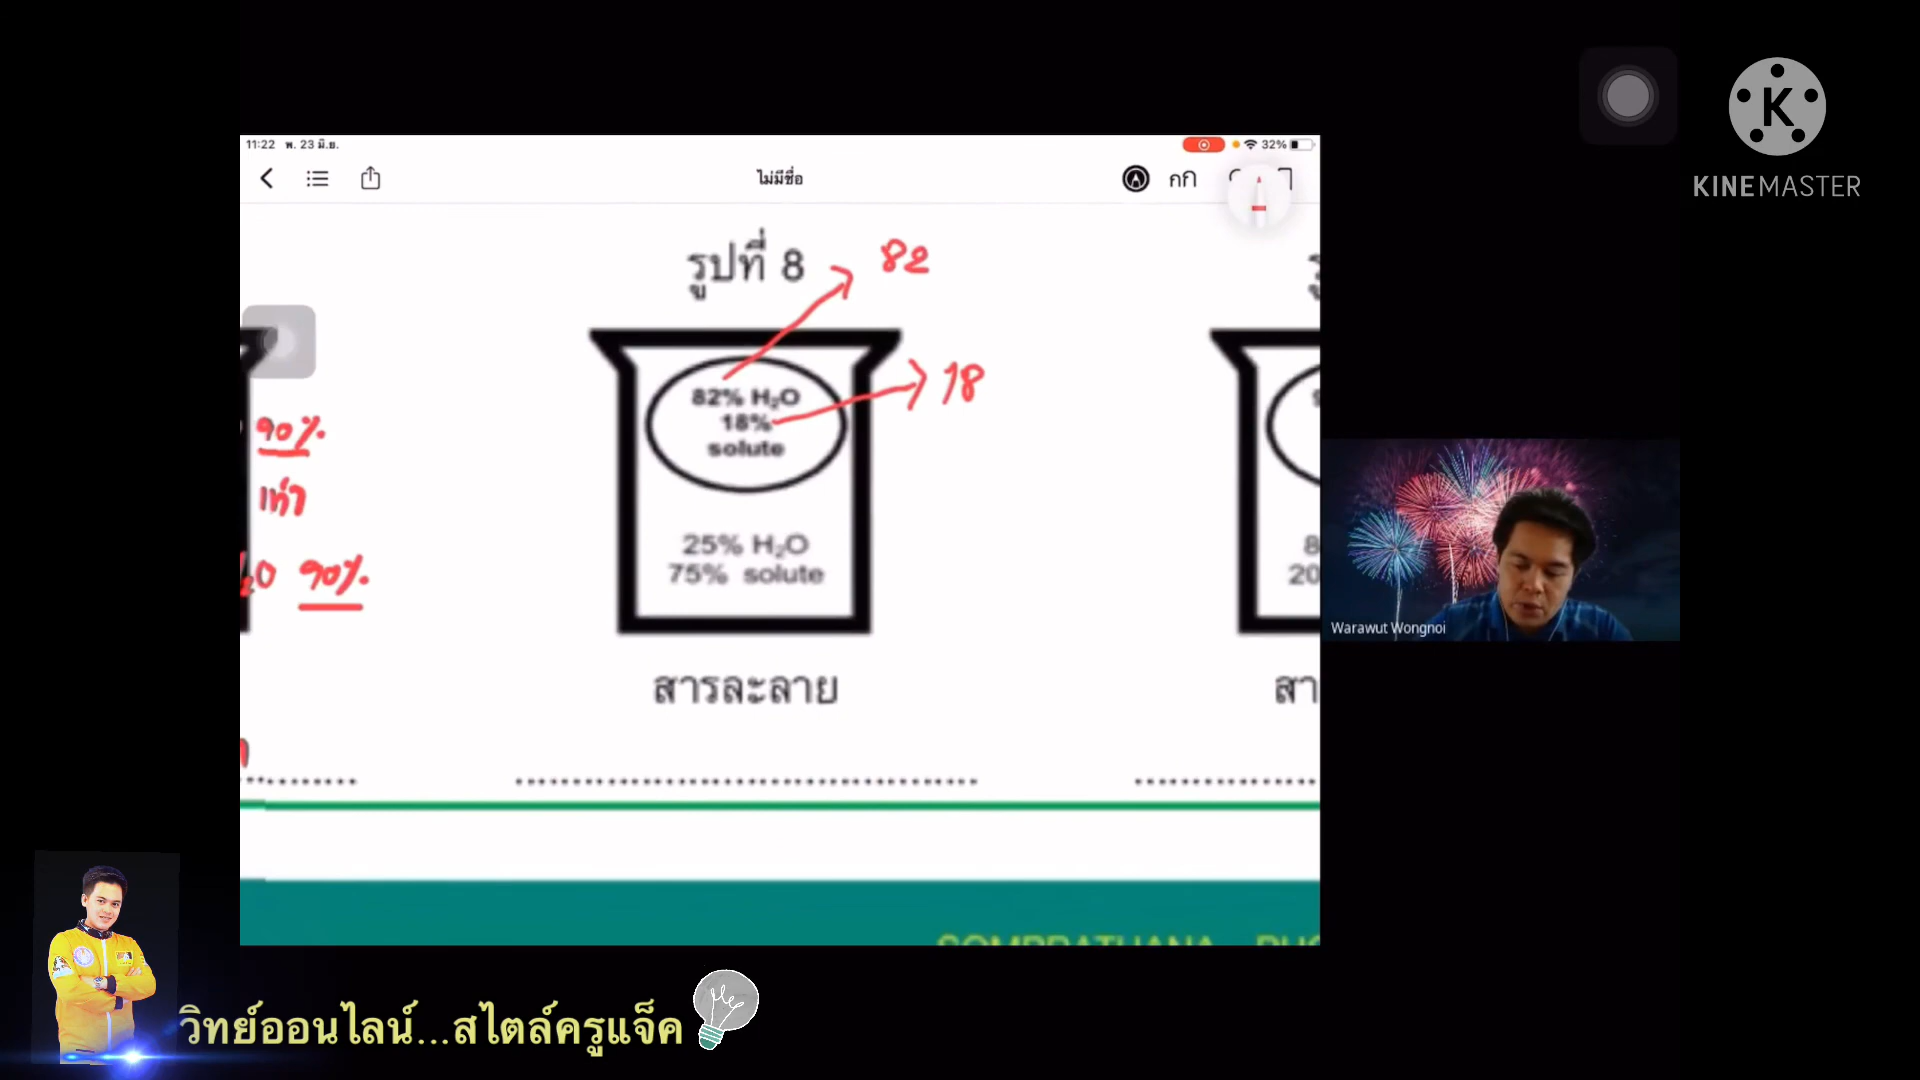 11:22 พ. 23 มิ.ย.
32%
ไม่มีชื่อ
กก
K
KINEMASTER
รูปที่ 8
82
82% H₂O
18%
solute
18
25% H₂O
75% solute
90%
เท่า
90%
20
สารละลาย
สา
Warawut Wongnoi
วิทย์ออนไลน์...สไตล์ครูแจ็ค